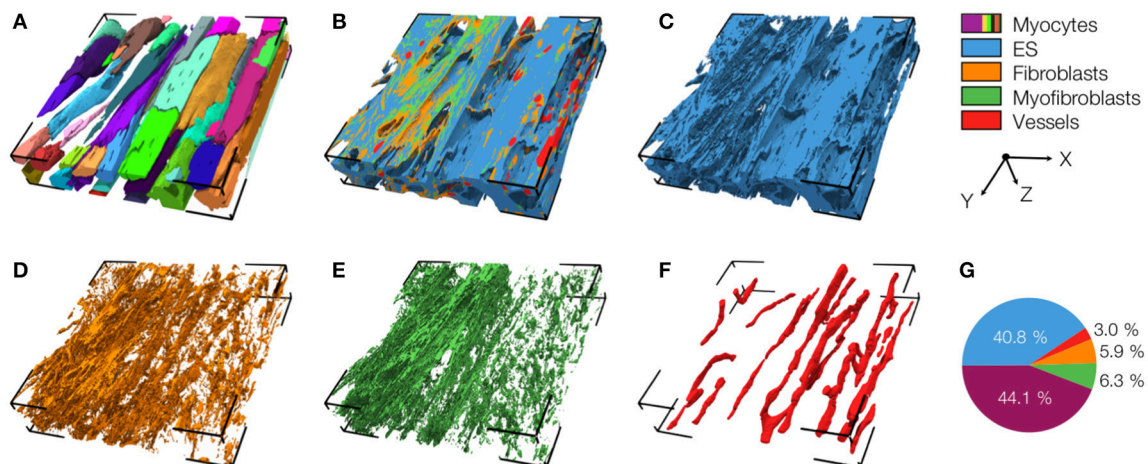 A
B
C
Myocytes
ES
Fibroblasts
Myofibroblasts
Vessels
X
Y
Z
D
E
F
G
40.8 %
3.0 %
5.9 %
6.3 %
44.1 %